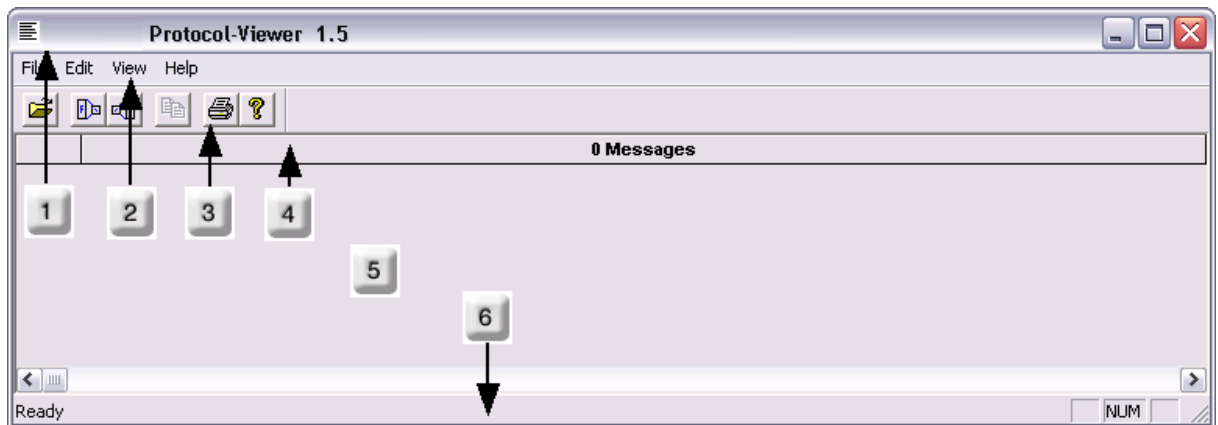 Protocol-Viewer 1.5
File Edit View Help
0 Messages
1 2 3 4
5
6
Ready NUM